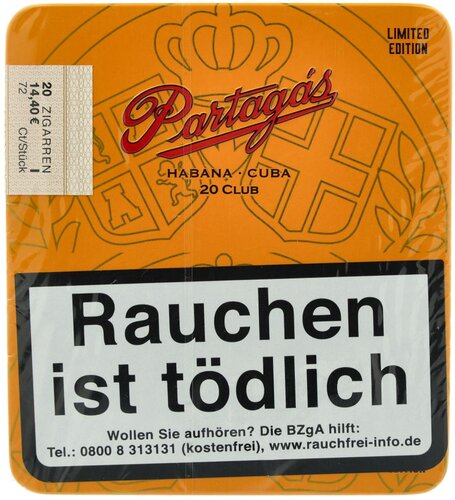 LIMITED
EDITION
20 ZIGARREN I
14,40 €
72 Ct/Stück
Partagás
HABANA · CUBA
20 CLUB
Rauchen
ist tödlich
Wollen Sie aufhören? Die BZgA hilft:
Tel.: 0800 8 313131 (kostenfrei), www.rauchfrei-info.de